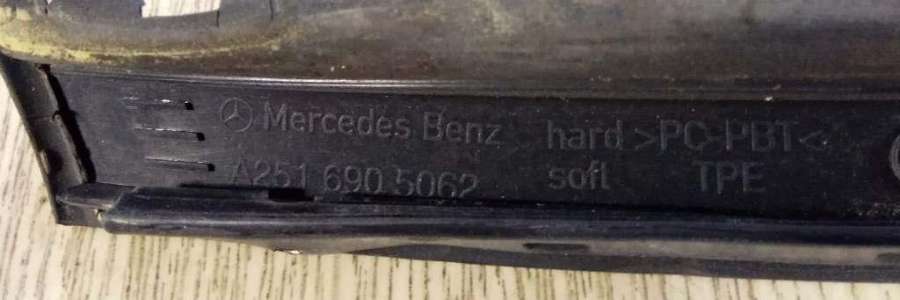 Mercedes Benz
A251 690 5062
hard >PC-PBT<
soft TPE